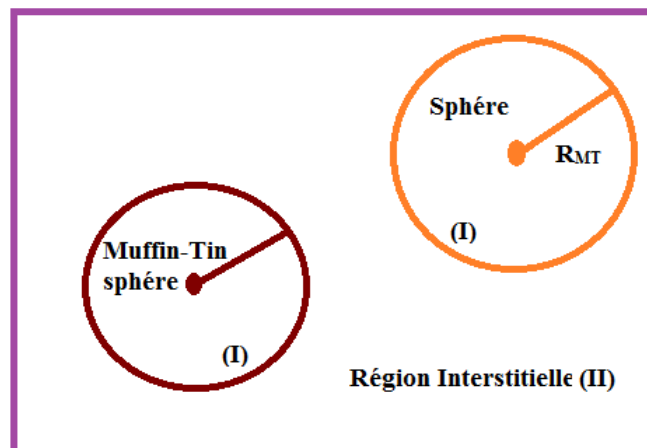 Sphére
RMT
(I)
Muffin-Tin
sphére
(I)
Région Interstitielle (II)